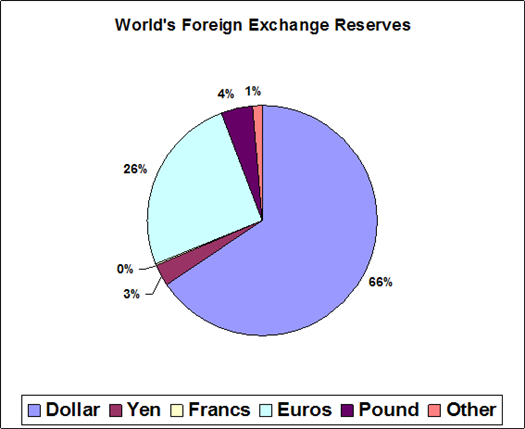 World's Foreign Exchange Reserves
4% 1%
26%
0%
3%
66%
Dollar Yen Francs Euros Pound Other